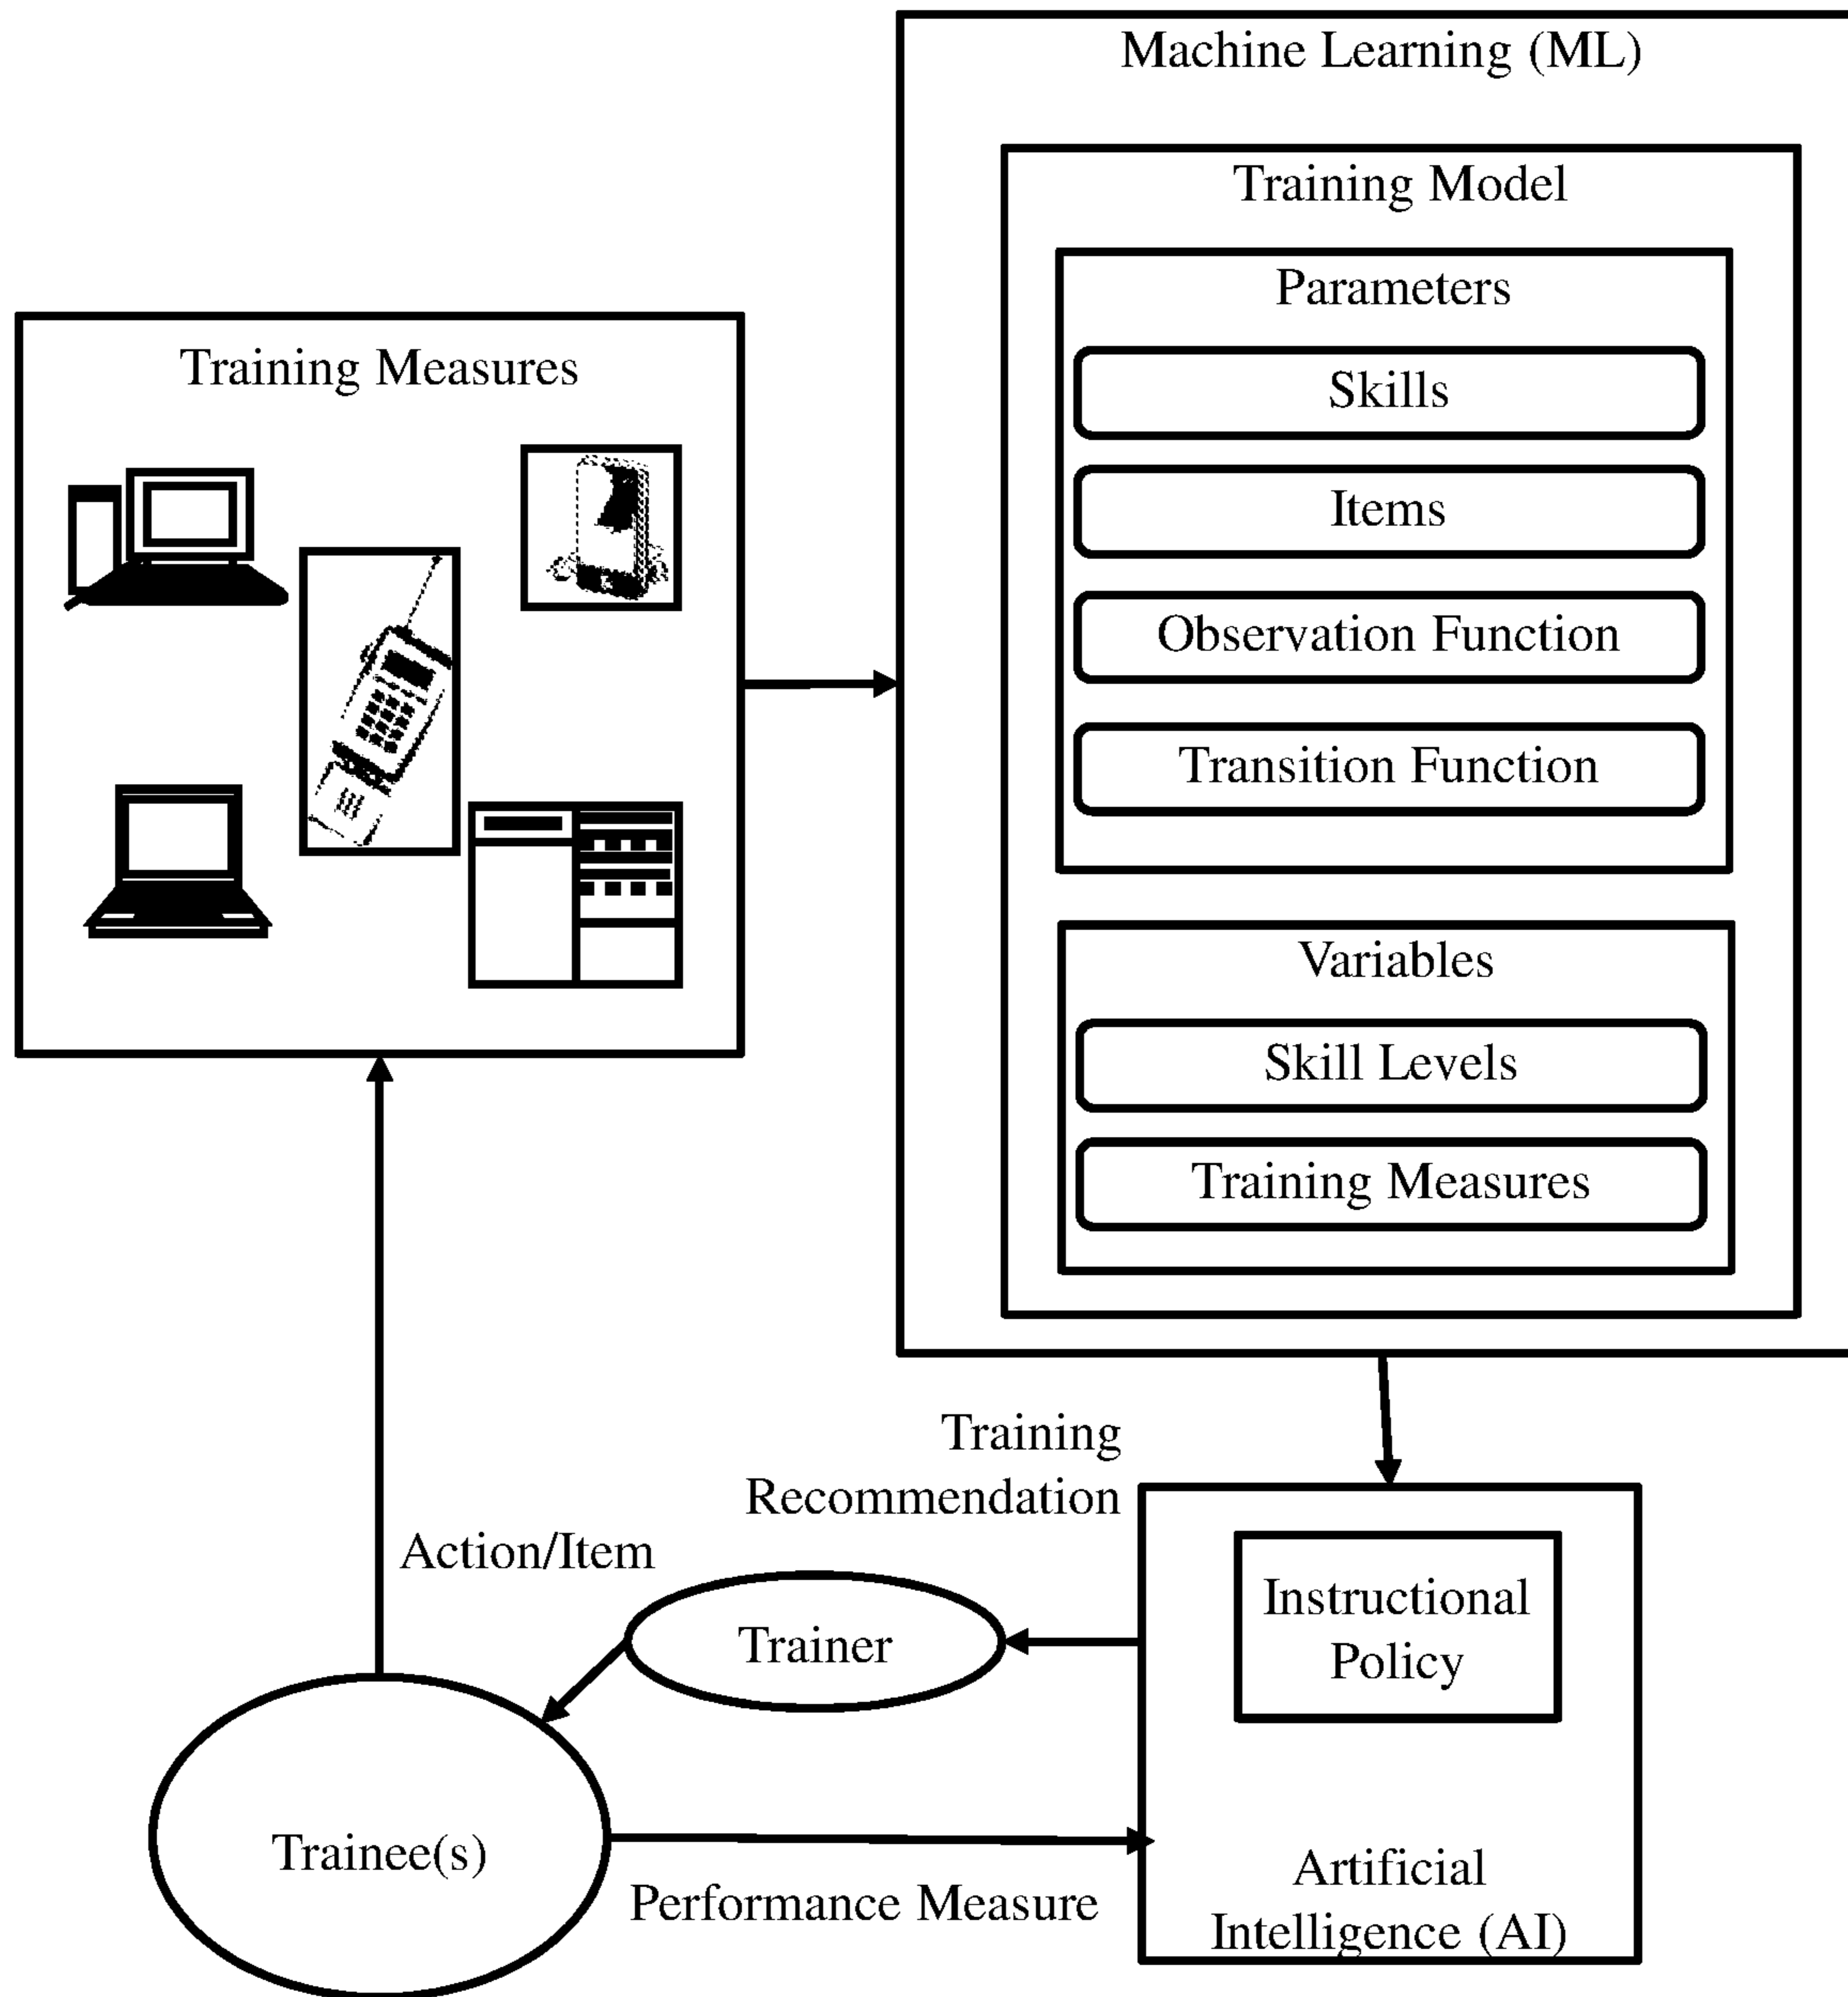 Machine Learning (ML)
Training Model
Parameters
Skills
Items
Observation Function
Transition Function
Variables
Skill Levels
Training Measures
Training Measures
Training
Recommendation
Action/Item
Trainer
Instructional
Policy
Trainee(s)
Performance Measure
Artificial
Intelligence (AI)